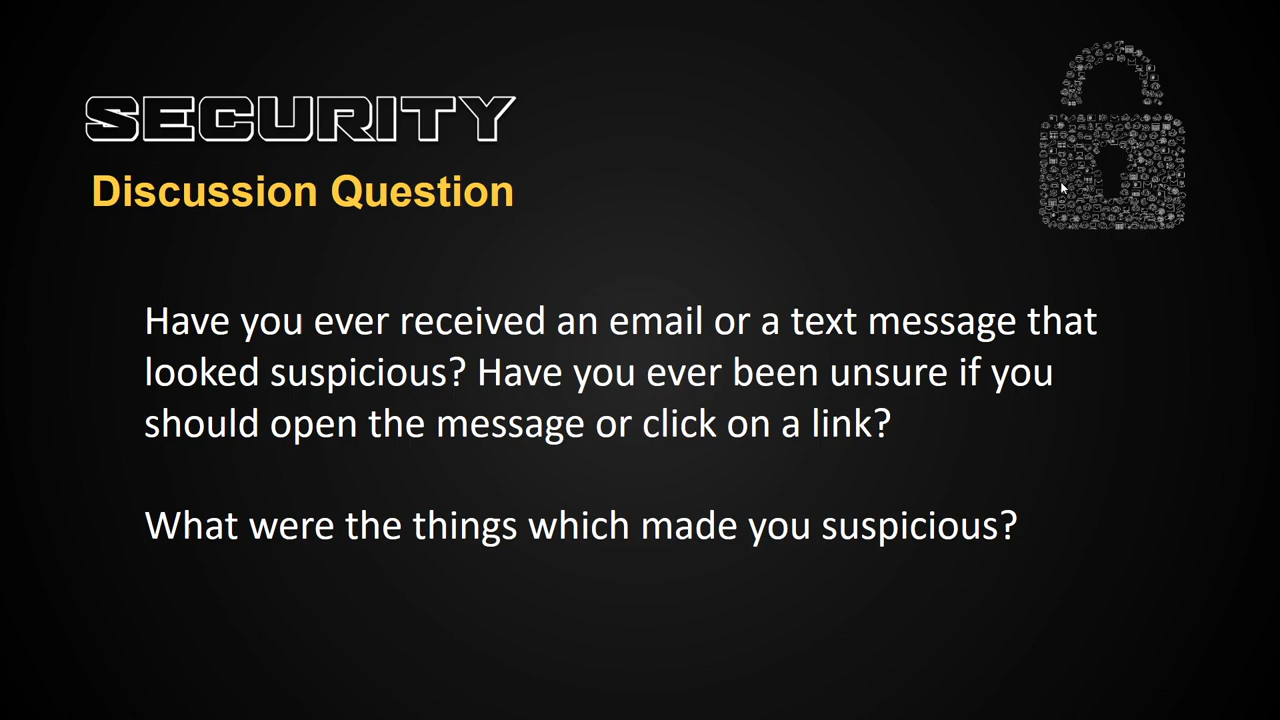 SECURITY
Discussion Question
Have you ever received an email or a text message that
looked suspicious? Have you ever been unsure if you
should open the message or click on a link?
What were the things which made you suspicious?